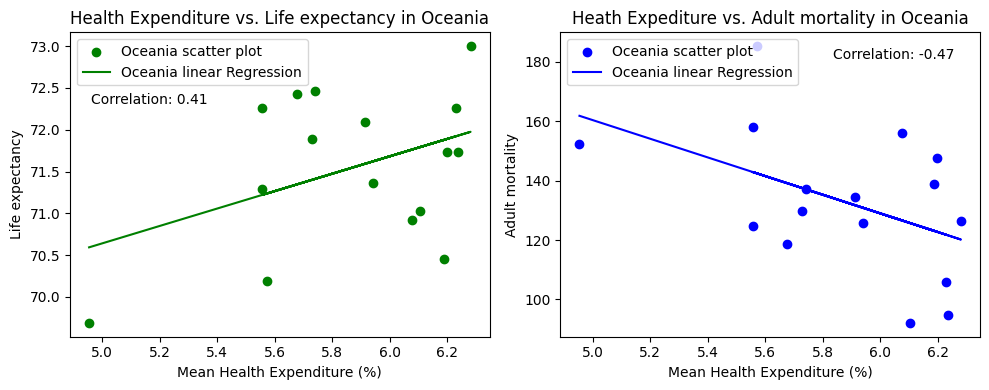 Health Expenditure vs. Life expectancy in Oceania
Oceania scatter plot
Oceania linear Regression
Correlation: 0.41
Life expectancy
73.0
72.5
72.0
71.5
71.0
70.5
70.0
5.0 5.2 5.4 5.6 5.8 6.0 6.2
Mean Health Expenditure (%)
Heath Expediture vs. Adult mortality in Oceania
Oceania scatter plot
Oceania linear Regression
Correlation: -0.47
Adult mortality
180
160
140
120
100
5.0 5.2 5.4 5.6 5.8 6.0 6.2
Mean Health Expenditure (%)